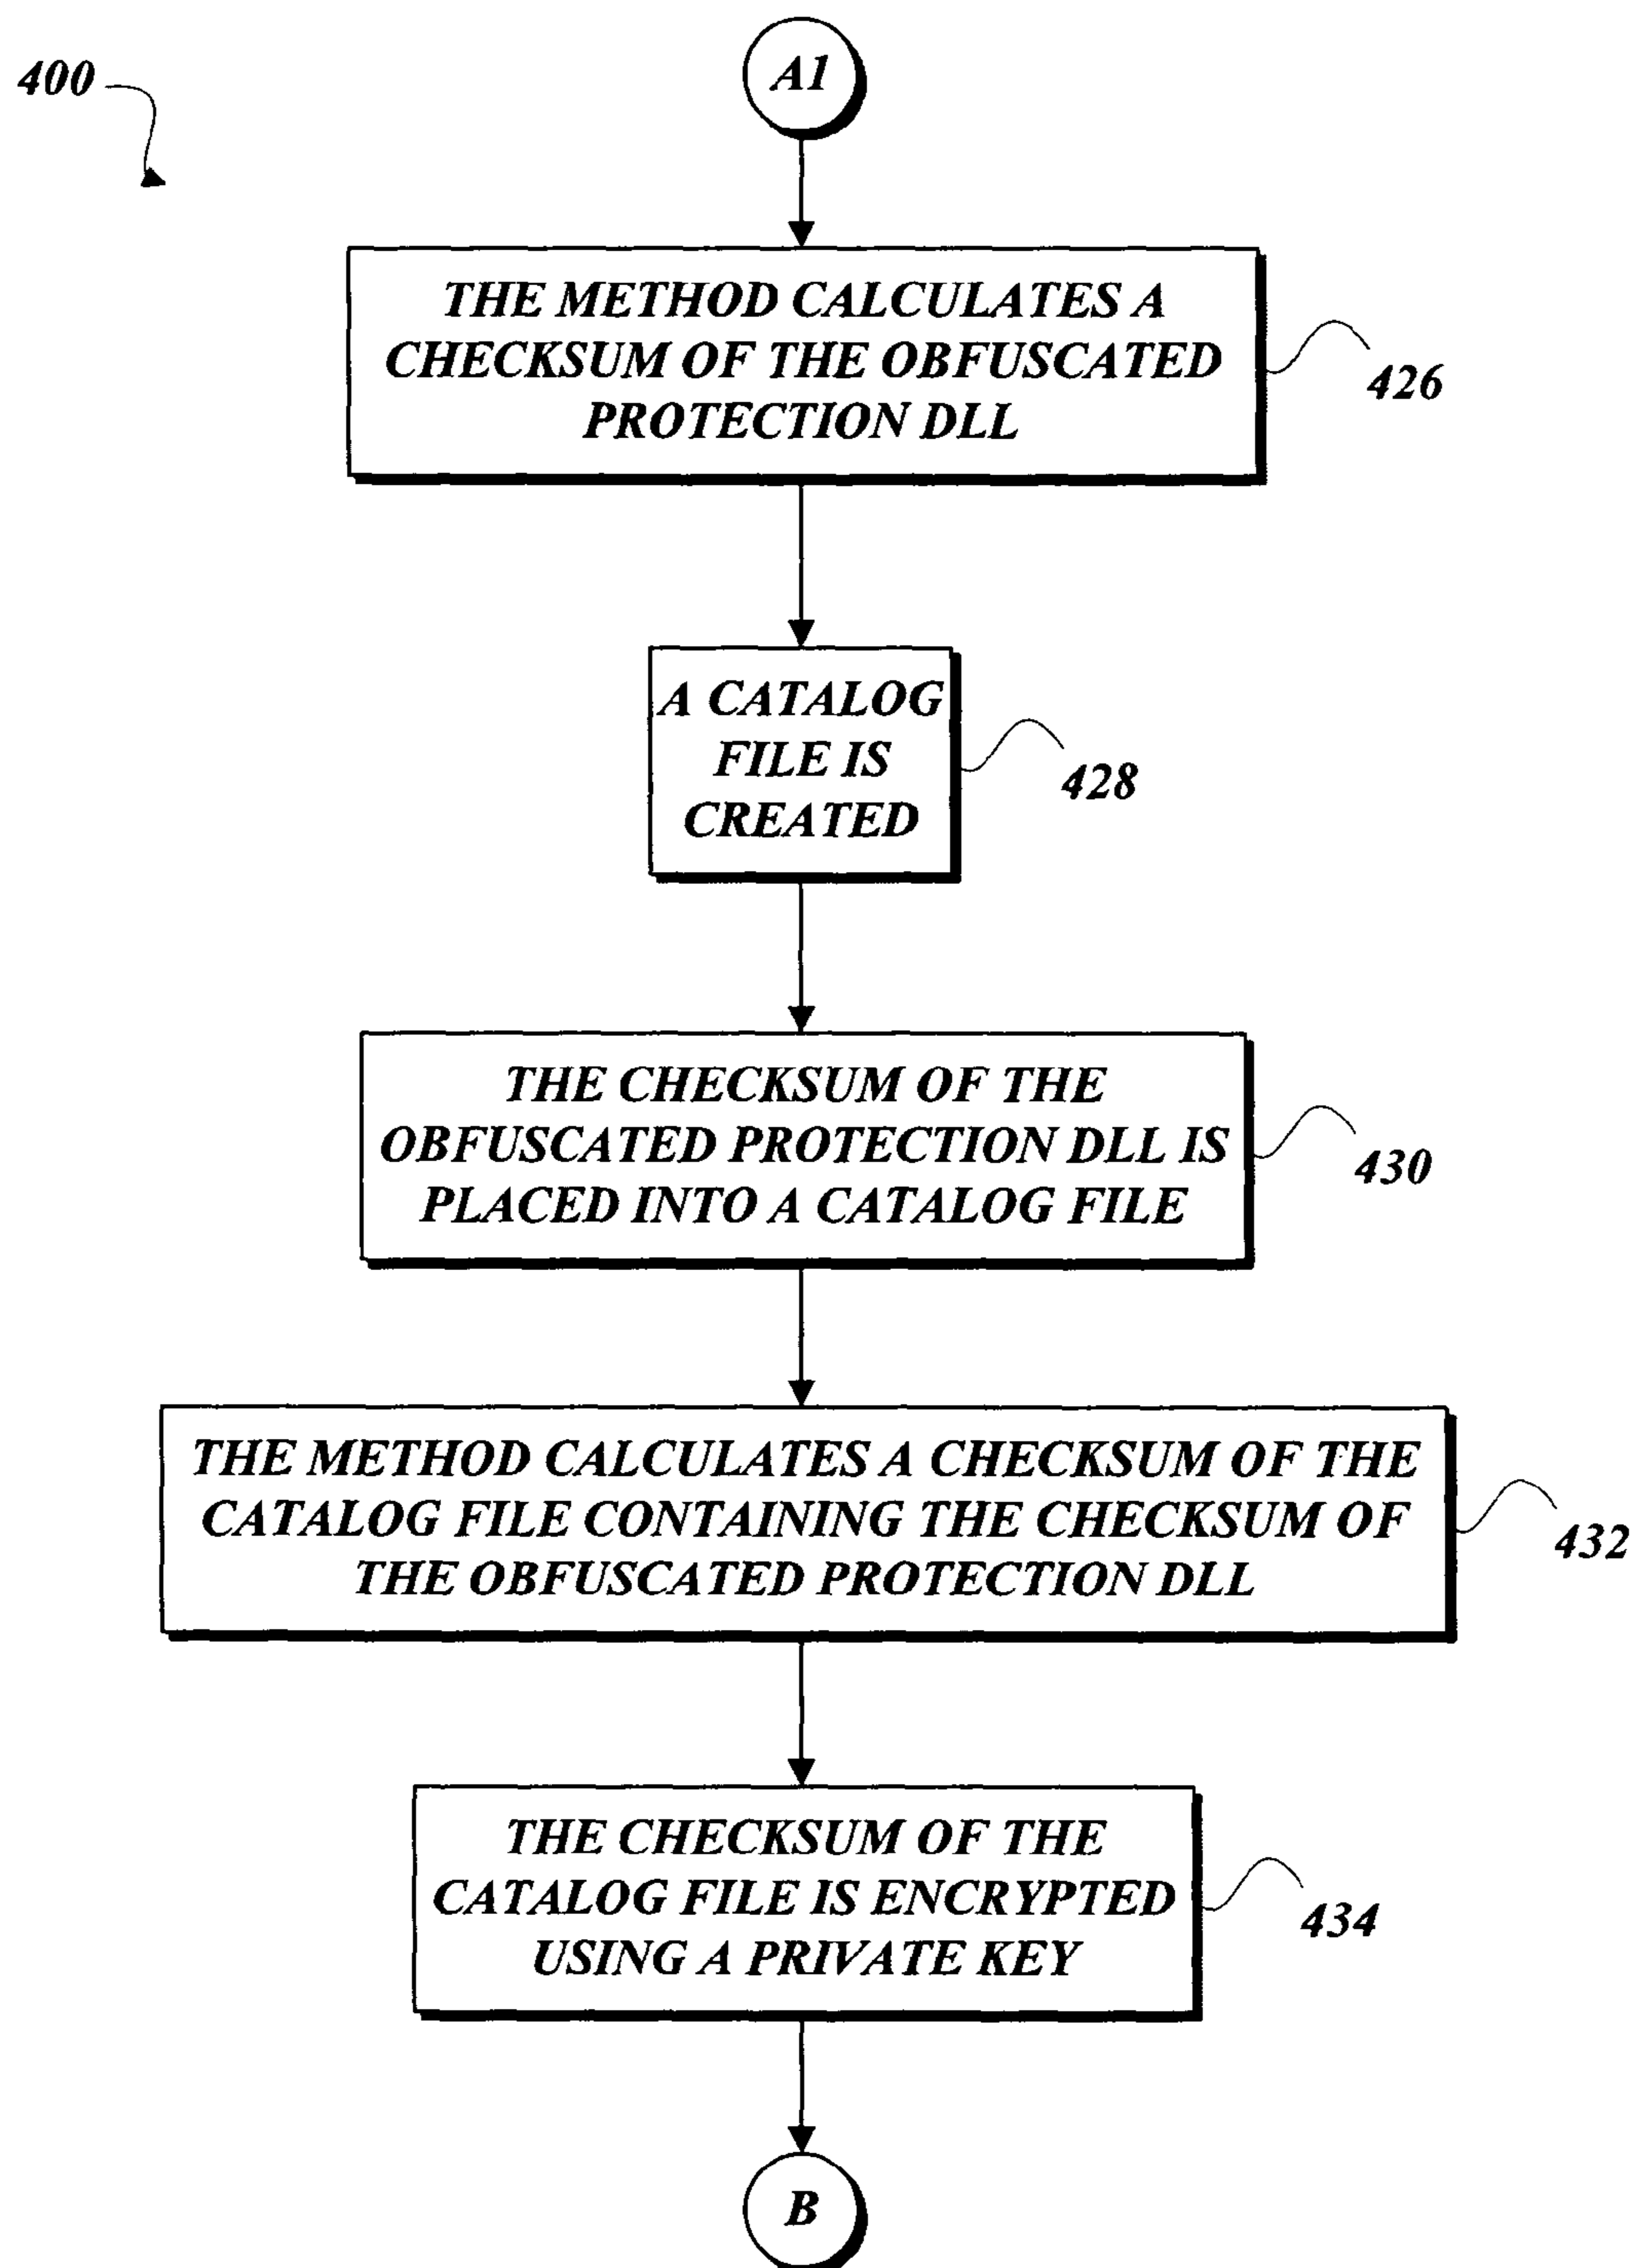 A1
400
THE METHOD CALCULATES A
CHECKSUM OF THE OBFUSCATED
PROTECTION DLL
426
A CATALOG
FILE IS
CREATED
428
THE CHECKSUM OF THE
OBFUSCATED PROTECTION DLL IS
PLACED INTO A CATALOG FILE
430
THE METHOD CALCULATES A CHECKSUM OF THE
CATALOG FILE CONTAINING THE CHECKSUM OF
THE OBFUSCATED PROTECTION DLL
432
THE CHECKSUM OF THE
CATALOG FILE IS ENCRYPTED
USING A PRIVATE KEY
434
B